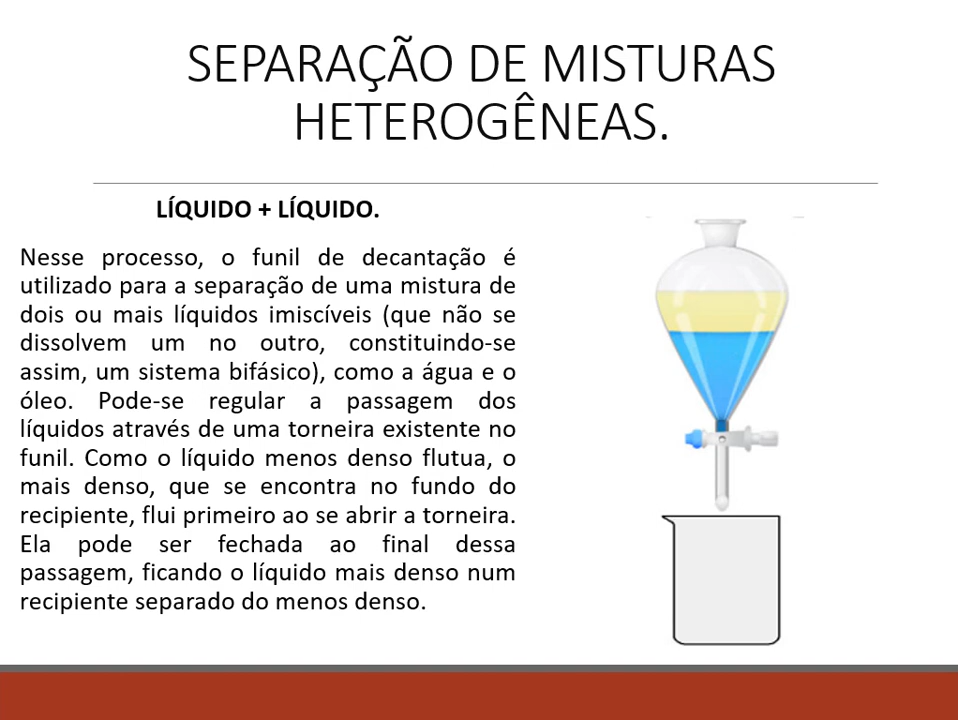 SEPARAÇÃO DE MISTURAS
HETEROGÊNEAS.
LÍQUIDO + LÍQUIDO.
Nesse processo, o funil de decantação é
utilizado para a separação de uma mistura de
dois ou mais líquidos imiscíveis (que não se
dissolvem um no outro, constituindo-se
assim, um sistema bifásico), como a água e o
óleo. Pode-se regular a passagem dos
líquidos através de uma torneira existente no
funil. Como o líquido menos denso flutua, o
mais denso, que se encontra no fundo do
recipiente, flui primeiro ao se abrir a torneira.
Ela pode ser fechada ao final dessa
passagem, ficando o líquido mais denso num
recipiente separado do menos denso.